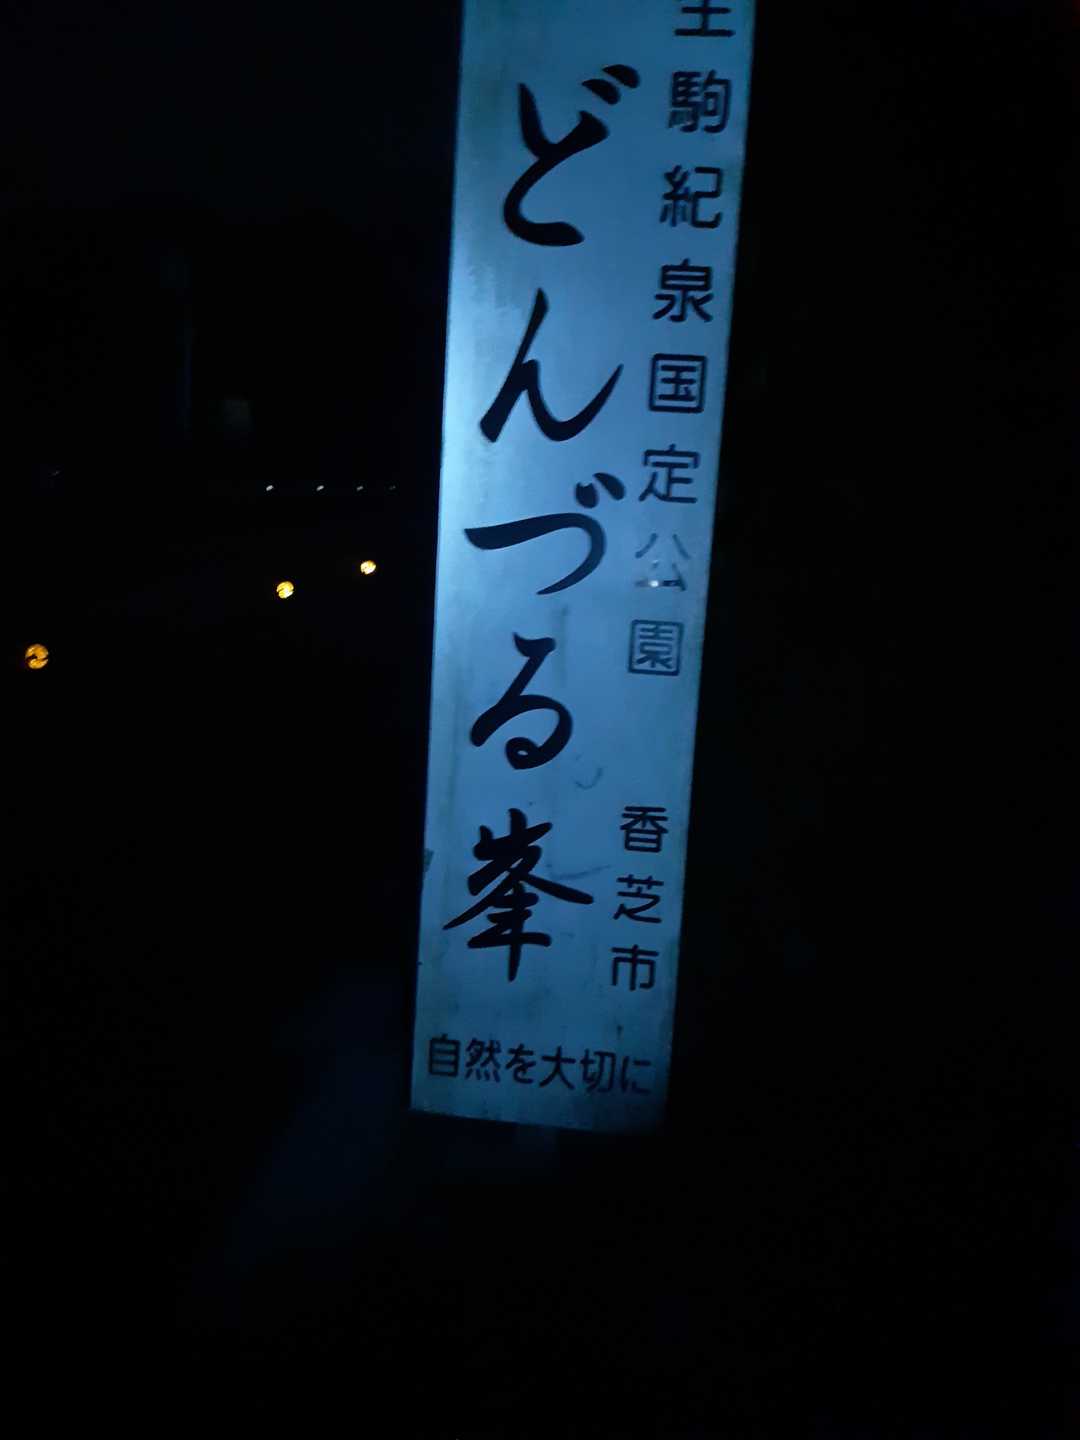 生駒紀泉国定公園 香芝市
どんづる峯
自然を大切に